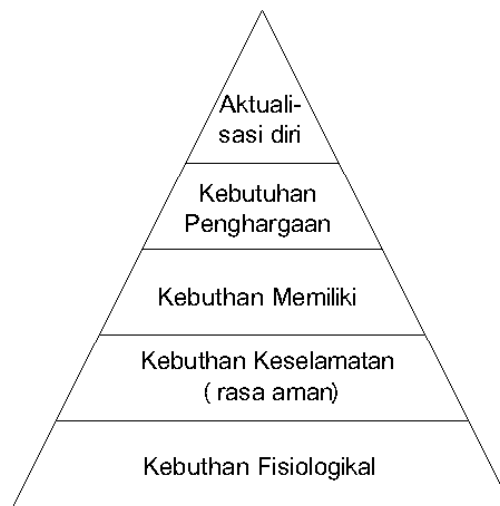 Aktuali-
sasi diri
Kebutuhan
Penghargaan
Kebuthan Memiliki
Kebuthan Keselamatan
( rasa aman)
Kebuthan Fisiologikal